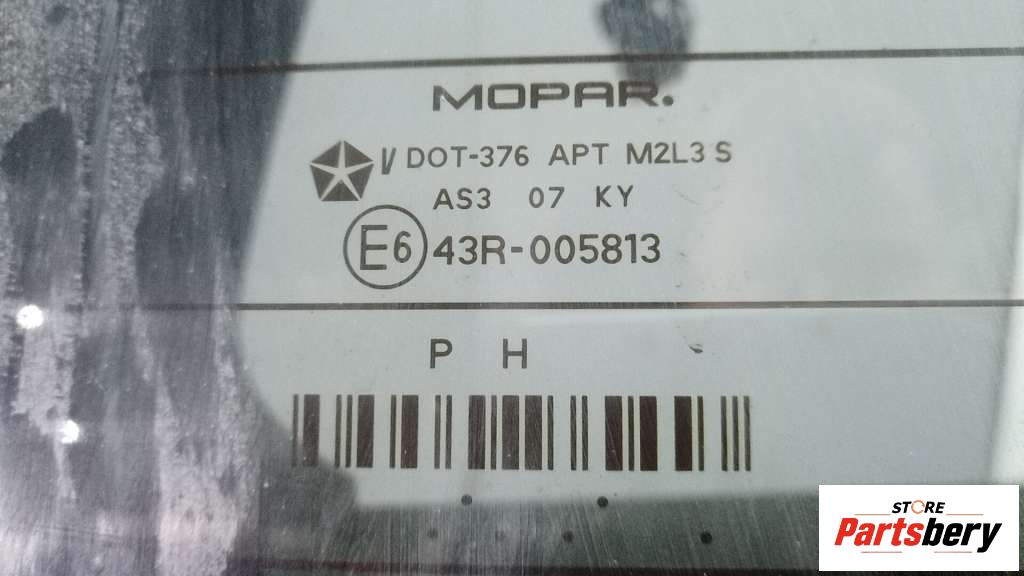 MOPAR.
V DOT-376 APT M2L3 S
AS3 07 KY
E6 43R-005813
P H
STORE
Partsbery